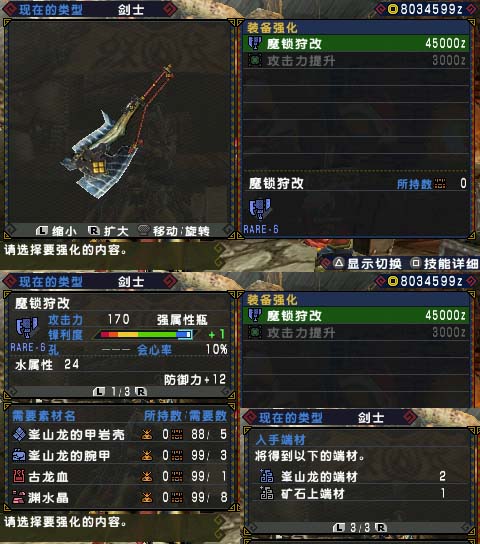 现在的类型 剑士
8034599z
装备强化
魔锁狩改 45000z
攻击力提升 3000z
魔锁狩改 所持数 0
RARE-6
L 缩小 R 扩大 移动/旋转
请选择要强化的内容。
△显示切换 □技能详细
现在的类型 剑士
8034599z
魔锁狩改
攻击力 170 强属性瓶
锋利度 +1
RARE-6 孔 --- 会心率 10%
水属性 24
防御力+12
L 1/3 R
装备强化
魔锁狩改 45000z
攻击力提升 3000z
需要素材名 所持数/需要数
峯山龙的甲岩壳 0 88/ 5
峯山龙的腕甲 0 99/ 3
古龙血 0 99/ 1
渊水晶 0 99/ 8
请选择要强化的内容。
现在的类型 剑士
入手端材
将得到以下的端材。
峯山龙的端材 2
矿石上端材 1
L 3/3 R